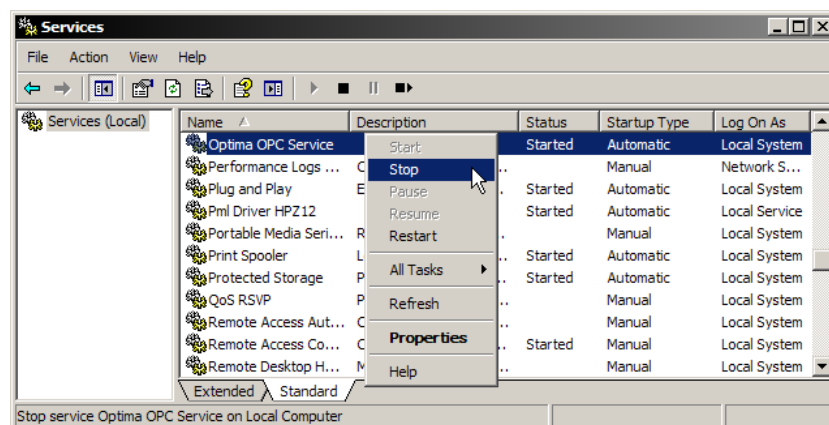 Services
File Action View Help
Services (Local)
Name Description Status Startup Type Log On As
Optima OPC Service Started Automatic Local System
Performance Logs ... C .. Manual Network S...
Plug and Play E . Started Automatic Local System
Pml Driver HPZ12 Started Automatic Local Service
Portable Media Seri... R . Manual Local System
Print Spooler L .. Started Automatic Local System
Protected Storage P .. Started Automatic Local System
QoS RSVP P .. Manual Local System
Remote Access Aut... C .. Manual Local System
Remote Access Co... C .. Started Manual Local System
Remote Desktop H... M .. Manual Local System
Start
Stop
Pause
Resume
Restart
All Tasks
Refresh
Properties
Help
Extended Standard
Stop service Optima OPC Service on Local Computer